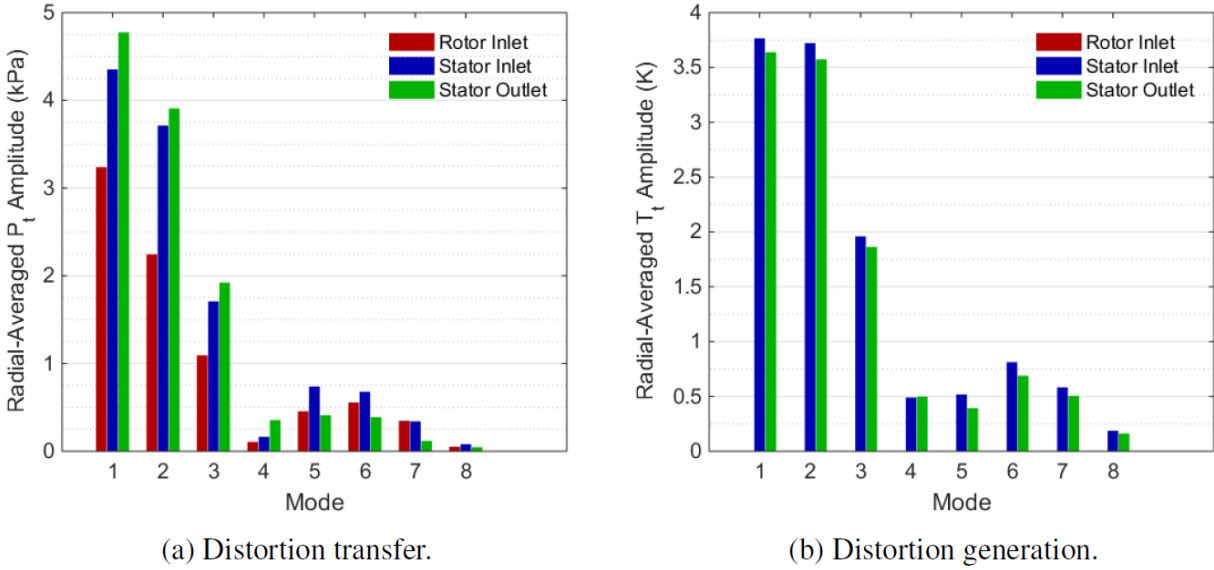 5
4
3
2
1
0
Radial-Averaged P_t Amplitude (kPa)
Rotor Inlet
Stator Inlet
Stator Outlet
1 2 3 4 5 6 7 8
Mode
(a) Distortion transfer.
4
3.5
3
2.5
2
1.5
1
0.5
0
Radial-Averaged T_t Amplitude (K)
Rotor Inlet
Stator Inlet
Stator Outlet
1 2 3 4 5 6 7 8
Mode
(b) Distortion generation.